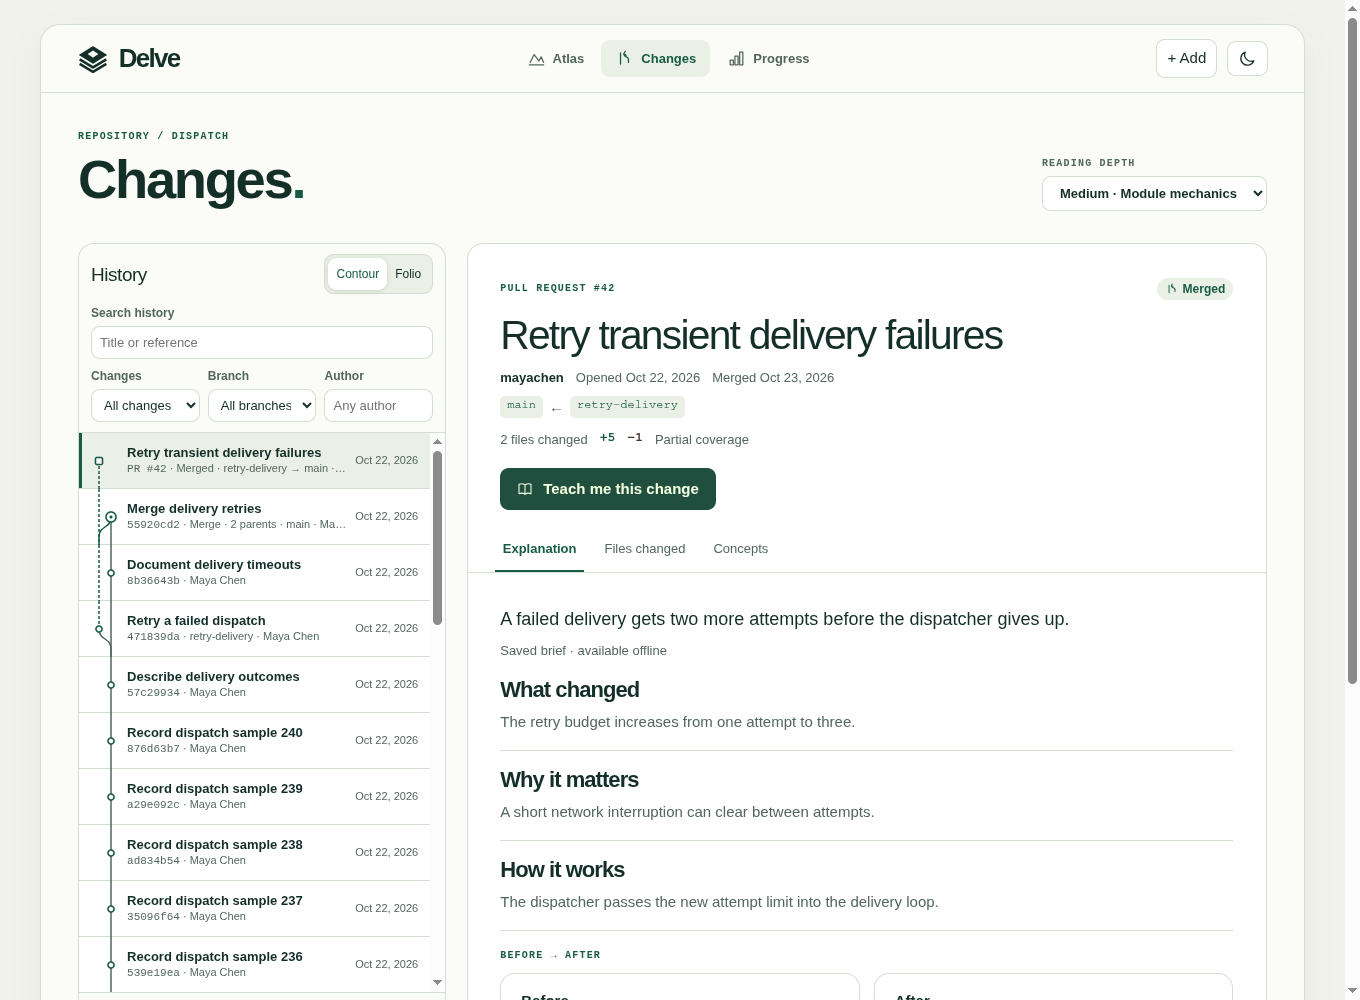 Delve
Atlas
Changes
Progress
+ Add
REPOSITORY / DISPATCH
Changes.
READING DEPTH
Medium · Module mechanics
History
Contour
Folio
Search history
Title or reference
Changes
Branch
Author
All changes
All branches
Any author
Retry transient delivery failures
PR #42 · Merged · retry-delivery → main ·…
Oct 22, 2026
Merge delivery retries
55920cd2 · Merge · 2 parents · main · Ma…
Oct 22, 2026
Document delivery timeouts
8b36643b · Maya Chen
Oct 22, 2026
Retry a failed dispatch
471839da · retry-delivery · Maya Chen
Oct 22, 2026
Describe delivery outcomes
57c29934 · Maya Chen
Oct 22, 2026
Record dispatch sample 240
876d63b7 · Maya Chen
Oct 22, 2026
Record dispatch sample 239
a29e092c · Maya Chen
Oct 22, 2026
Record dispatch sample 238
ad834b54 · Maya Chen
Oct 22, 2026
Record dispatch sample 237
35096f64 · Maya Chen
Oct 22, 2026
Record dispatch sample 236
539e19ea · Maya Chen
Oct 22, 2026
PULL REQUEST #42
Merged
Retry transient delivery failures
mayachen Opened Oct 22, 2026 Merged Oct 23, 2026
main ← retry-delivery
2 files changed +5 −1 Partial coverage
Teach me this change
Explanation
Files changed
Concepts
A failed delivery gets two more attempts before the dispatcher gives up.
Saved brief · available offline
What changed
The retry budget increases from one attempt to three.
Why it matters
A short network interruption can clear between attempts.
How it works
The dispatcher passes the new attempt limit into the delivery loop.
BEFORE → AFTER
Before
After